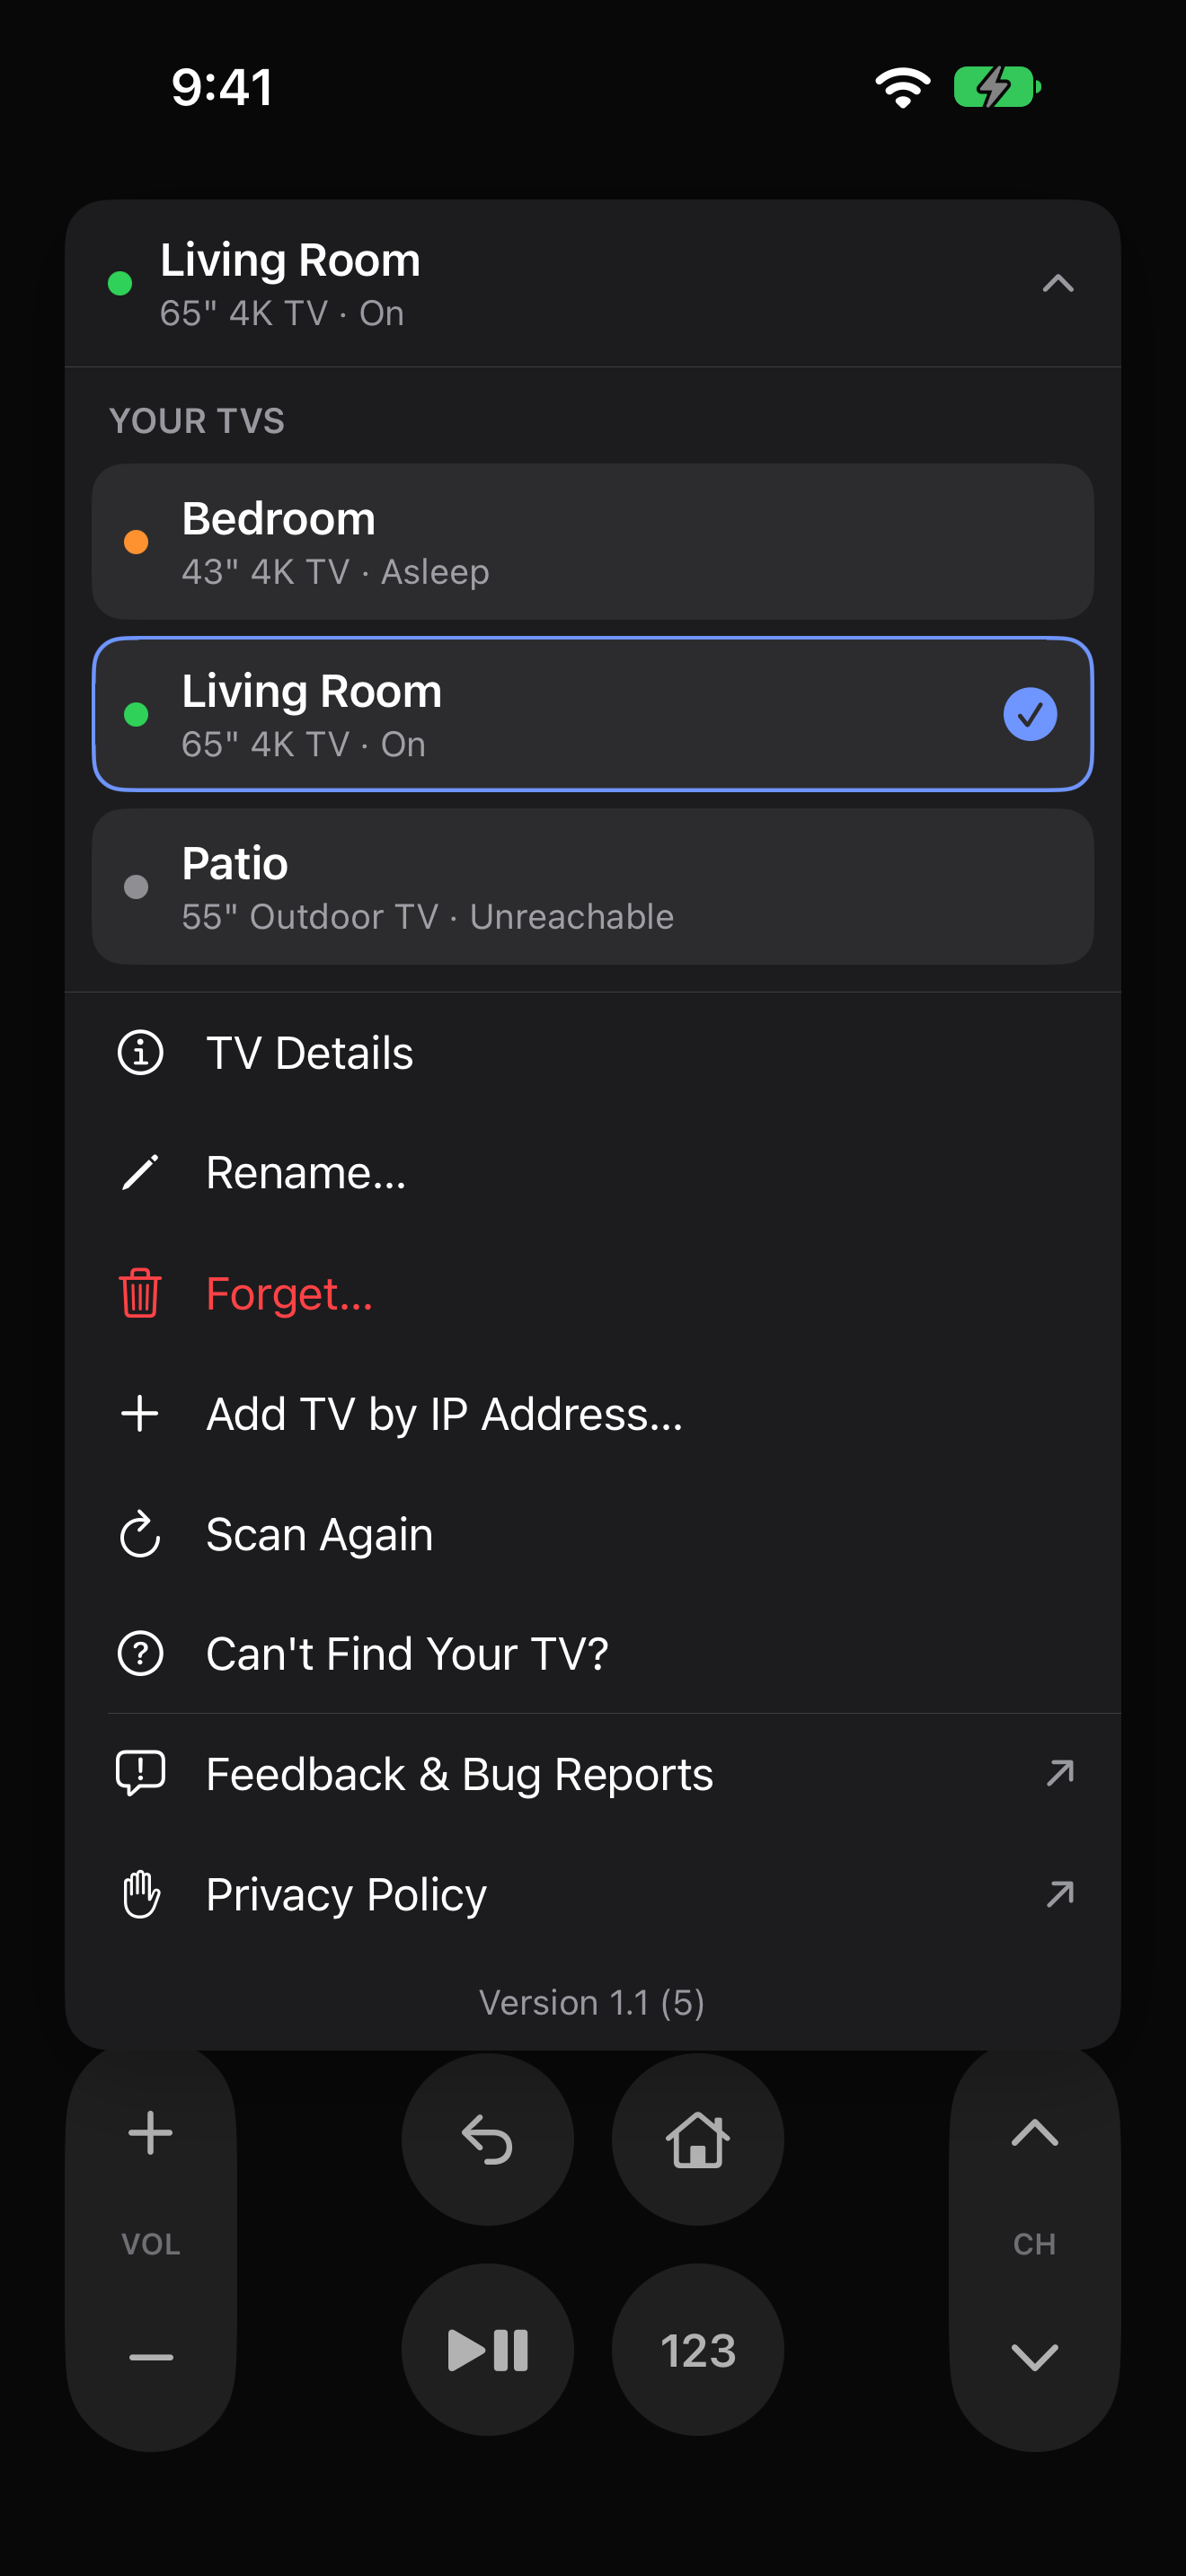 9:41
Living Room
65" 4K TV · On
YOUR TVS
Bedroom
43" 4K TV · Asleep
Living Room
65" 4K TV · On
Patio
55" Outdoor TV · Unreachable
TV Details
Rename...
Forget...
Add TV by IP Address...
Scan Again
Can't Find Your TV?
Feedback & Bug Reports
Privacy Policy
Version 1.1 (5)
VOL
CH
123